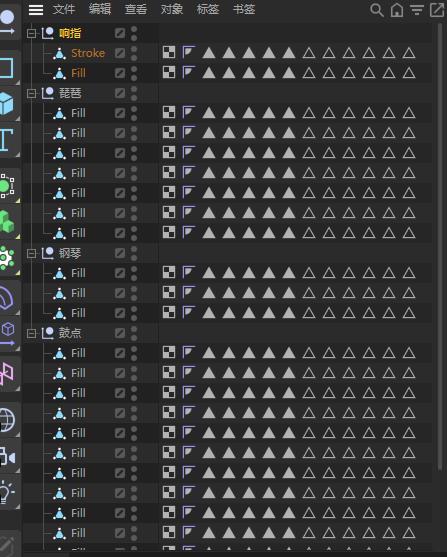 文件 编辑 查看 对象 标签 书签
响指
Stroke
Fill
琵琶
Fill
Fill
Fill
Fill
Fill
Fill
Fill
钢琴
Fill
Fill
Fill
鼓点
Fill
Fill
Fill
Fill
Fill
Fill
Fill
Fill
Fill
Fill